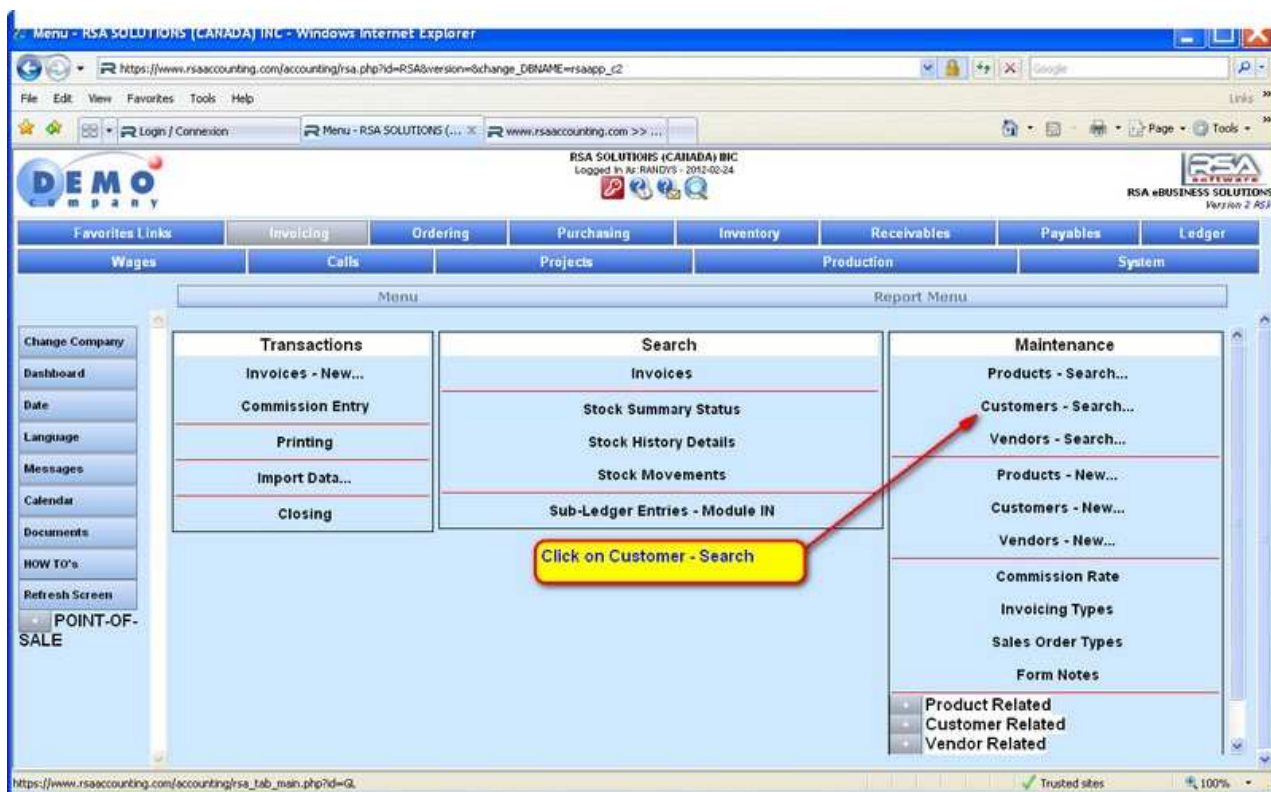 Menu - RSA SOLUTIONS (CANADA) INC - Windows Internet Explorer
https://www.rsaaccounting.com/accounting/rsa.php?id=RSA&version=&change_DBNAME=rsaapp_c2
Google
File Edit View Favorites Tools Help
Links
Login / Connexion
Menu - RSA SOLUTIONS (...
www.rsaaccounting.com >> ...
Page
Tools
DEMO
company
RSA SOLUTIONS (CANADA) INC
Logged In As:RANDYS - 2012-02-24
RSA
software
RSA eBUSINESS SOLUTIONS
Version 2
Favorites Links Invoicing Ordering Purchasing Inventory Receivables Payables Ledger
Wages Calls Projects Production System
Menu Report Menu
Change Company
Dashboard
Date
Language
Messages
Calendar
Documents
HOW TO's
Refresh Screen
POINT-OF-
SALE
Transactions
Invoices - New...
Commission Entry
Printing
Import Data...
Closing
Search
Invoices
Stock Summary Status
Stock History Details
Stock Movements
Sub-Ledger Entries - Module IN
Click on Customer - Search
Maintenance
Products - Search...
Customers - Search...
Vendors - Search...
Products - New...
Customers - New...
Vendors - New...
Commission Rate
Invoicing Types
Sales Order Types
Form Notes
Product Related
Customer Related
Vendor Related
https://www.rsaaccounting.com/accounting/rsa_tab_main.php?id=GL
Trusted sites
100%